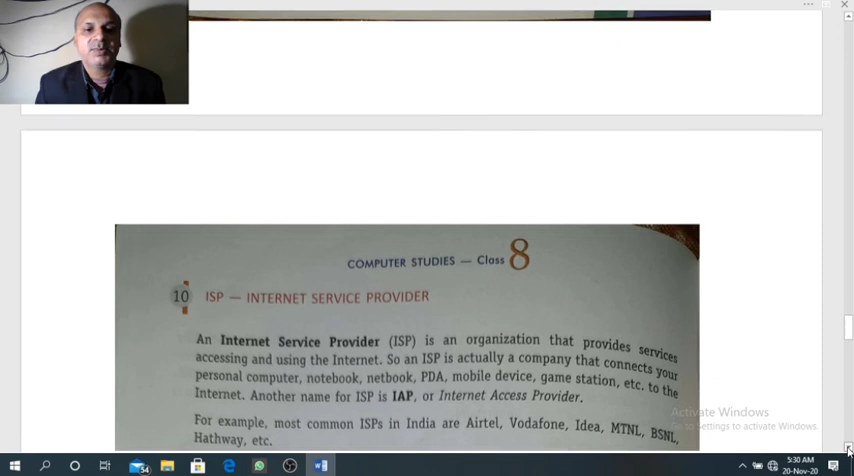 COMPUTER STUDIES — Class 8
10 ISP — INTERNET SERVICE PROVIDER
An Internet Service Provider (ISP) is an organization that provides services
accessing and using the Internet. So an ISP is actually a company that connects your
personal computer, notebook, netbook, PDA, mobile device, game station, etc. to the
Internet. Another name for ISP is IAP, or Internet Access Provider.
For example, most common ISPs in India are Airtel, Vodafone, Idea, MTNL, BSNL,
Hathway, etc.
Activate Windows
Go to Settings to activate Windows.
54
5:30 AM
20-Nov-20